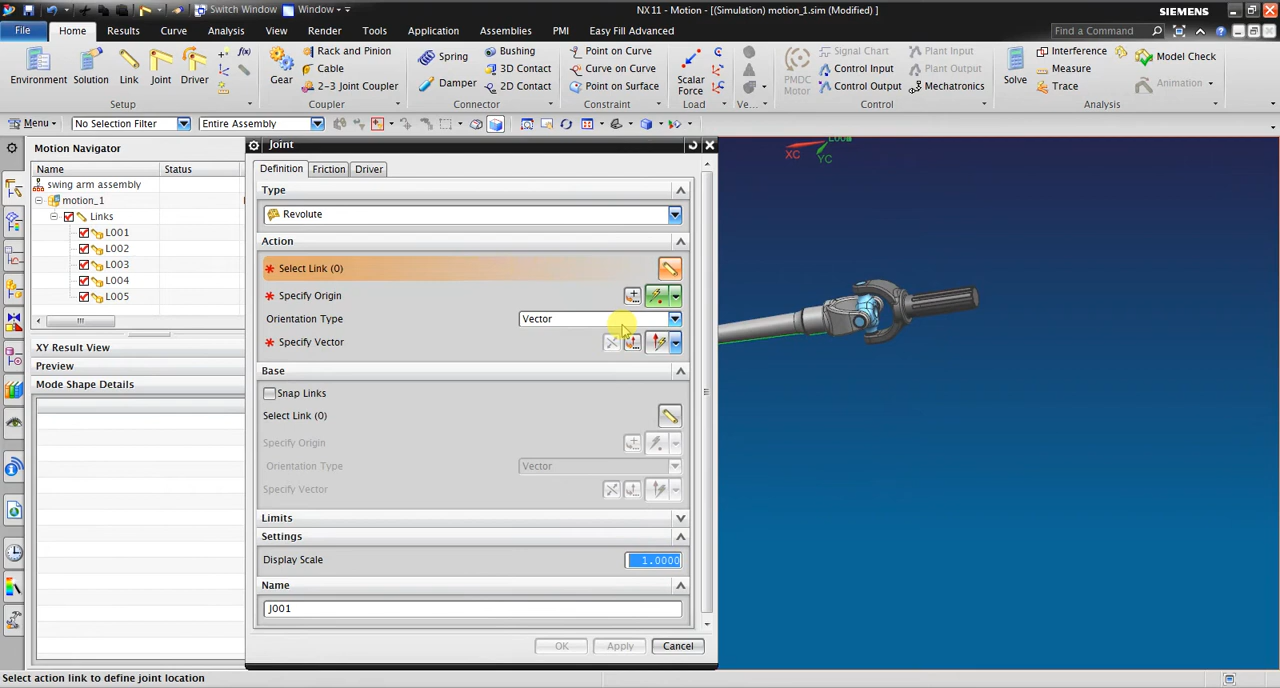 Switch Window
Window
NX 11 - Motion - [(Simulation) motion_1.sim (Modified) ]
SIEMENS
File
Home
Results
Curve
Analysis
View
Render
Tools
Application
Assemblies
PMI
Easy Fill Advanced
Find a Command
Environment
Solution
Link
Joint
Driver
f(x)
Setup
Gear
Rack and Pinion
Cable
2-3 Joint Coupler
Coupler
Spring
Damper
Bushing
3D Contact
2D Contact
Connector
Point on Curve
Curve on Curve
Point on Surface
Constraint
Scalar
Force
Load
Ve...
PMDC
Motor
Signal Chart
Control Input
Control Output
Plant Input
Plant Output
Mechatronics
Control
Solve
Interference
Measure
Trace
Model Check
Animation
Analysis
Menu
No Selection Filter
Entire Assembly
Motion Navigator
Name
Status
swing arm assembly
motion_1
Links
L001
L002
L003
L004
L005
XY Result View
Preview
Mode Shape Details
Joint
Definition
Friction
Driver
Type
Revolute
Action
* Select Link (0)
* Specify Origin
Orientation Type
Vector
* Specify Vector
Base
Snap Links
Select Link (0)
Specify Origin
Orientation Type
Vector
Specify Vector
Limits
Settings
Display Scale
1.0000
Name
J001
OK
Apply
Cancel
XC
YC
Select action link to define joint location